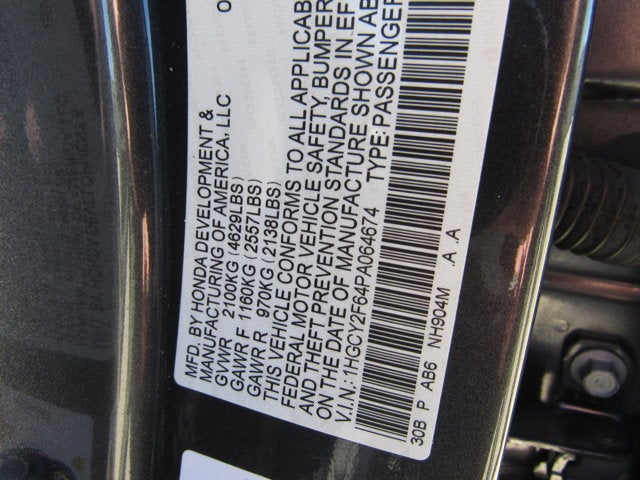 MFD. BY HONDA DEVELOPMENT &
MANUFACTURING OF AMERICA, LLC 0
GVWR 2100KG (4629LBS)
GAWR F 1160KG (2557LBS)
GAWR R 970KG (2138LBS)
THIS VEHICLE CONFORMS TO ALL APPLICAB
FEDERAL MOTOR VEHICLE SAFETY, BUMPER
AND THEFT PREVENTION STANDARDS IN EF
ON THE DATE OF MANUFACTURE SHOWN AB
V.I.N.: 1HGCY2F64PA064674 TYPE: PASSENGER
30B P AB6 NH904M .A .A